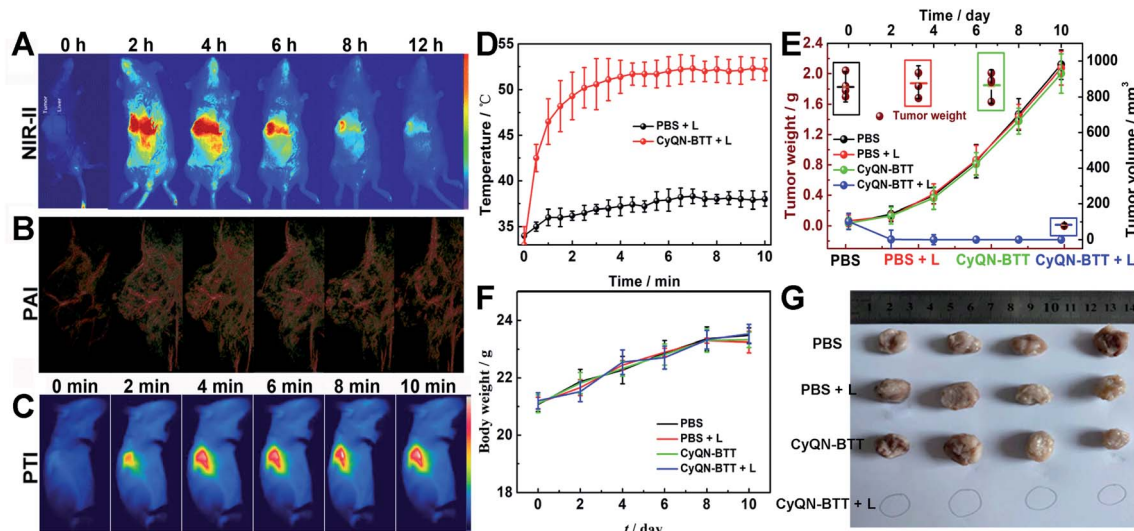 A
0 h 2 h 4 h 6 h 8 h 12 h
NIR-II
Tumor
Liver
B
PAI
C
0 min 2 min 4 min 6 min 8 min 10 min
PTI
D
Temperature / ℃
55
50
45
40
35
PBS + L
CyQN-BTT + L
0 2 4 6 8 10
Time / min
E
Time / day
0 2 4 6 8 10
Tumor weight / g
2.4
2.0
1.6
1.2
0.8
0.4
0.0
Tumor weight
PBS
PBS + L
CyQN-BTT
CyQN-BTT + L
Tumor volume / mm3
1000
800
600
400
200
0
PBS PBS + L CyQN-BTT CyQN-BTT + L
F
Body weight / g
24
22
20
18
PBS
PBS + L
CyQN-BTT
CyQN-BTT + L
0 2 4 6 8 10
t / day
G
1 2 3 4 5 6 7 8 9 10 11 12 13 14
PBS
PBS + L
CyQN-BTT
CyQN-BTT + L